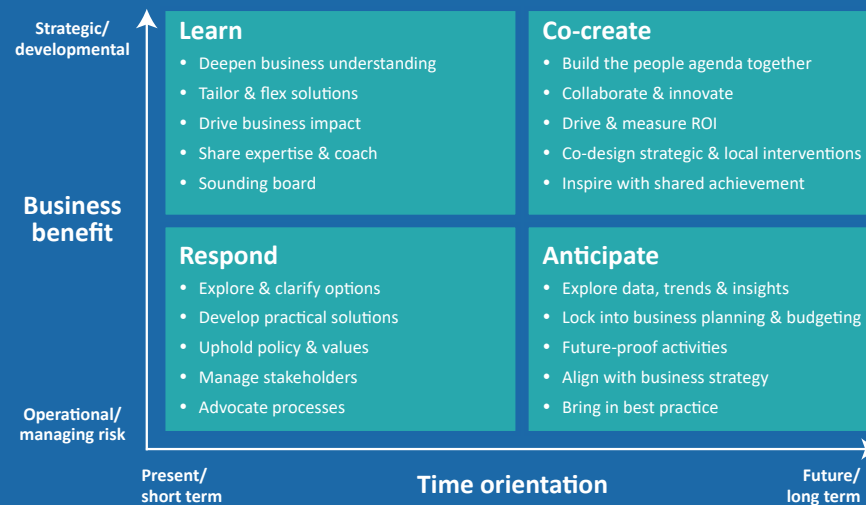 Strategic/
developmental
Business
benefit
Operational/
managing risk
Learn
• Deepen business understanding
• Tailor & flex solutions
• Drive business impact
• Share expertise & coach
• Sounding board
Co-create
• Build the people agenda together
• Collaborate & innovate
• Drive & measure ROI
• Co-design strategic & local interventions
• Inspire with shared achievement
Respond
• Explore & clarify options
• Develop practical solutions
• Uphold policy & values
• Manage stakeholders
• Advocate processes
Anticipate
• Explore data, trends & insights
• Lock into business planning & budgeting
• Future-proof activities
• Align with business strategy
• Bring in best practice
Present/
short term
Time orientation
Future/
long term